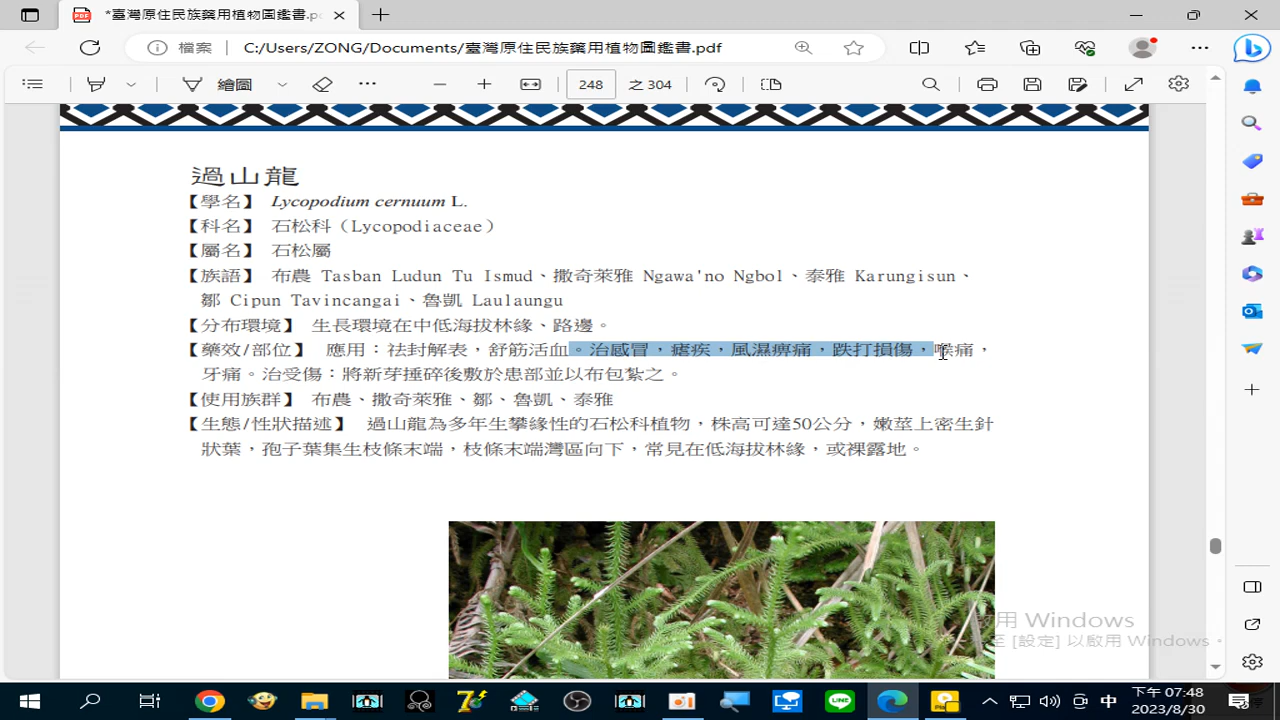 *臺灣原住民族藥用植物圖鑑書.pd
檔案 C:/Users/ZONG/Documents/臺灣原住民族藥用植物圖鑑書.pdf
繪圖 248 之 304
過山龍
【學名】 Lycopodium cernuum L.
【科名】 石松科（Lycopodiaceae）
【屬名】 石松屬
【族語】 布農 Tasban Ludun Tu Ismud、撒奇萊雅 Ngawa'no Ngbol、泰雅 Karungisun、
鄒 Cipun Tavincangai、魯凱 Laulaungu
【分布環境】 生長環境在中低海拔林緣、路邊。
【藥效/部位】 應用：祛封解表，舒筋活血。治感冒，瘧疾，風濕痹痛，跌打損傷，喉痛，
牙痛。治受傷：將新芽捶碎後敷於患部並以布包紮之。
【使用族群】 布農、撒奇萊雅、鄒、魯凱、泰雅
【生態/性狀描述】 過山龍為多年生攀緣性的石松科植物，株高可達50公分，嫩莖上密生針
狀葉，孢子葉集生枝條末端，枝條末端灣區向下，常見在低海拔林緣，或裸露地。
用 Windows
至 [設定] 以啟用 Windows。
中 下午 07:48
2023/8/30